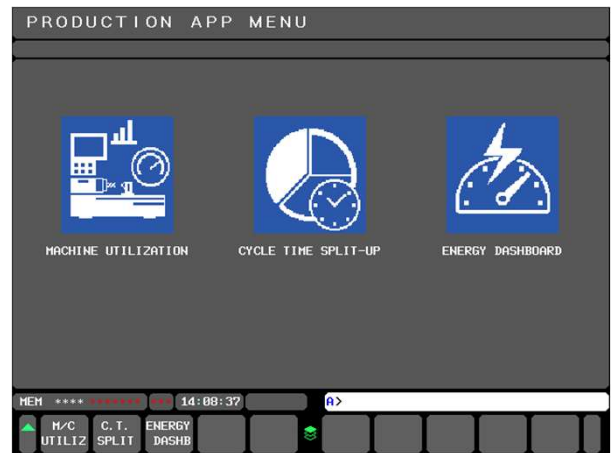 PRODUCTION APP MENU
MACHINE UTILIZATION CYCLE TIME SPLIT-UP ENERGY DASHBOARD
MEM **** ******* *** 14:08:37 A>
M/C C.T. ENERGY
UTILIZ SPLIT DASHB